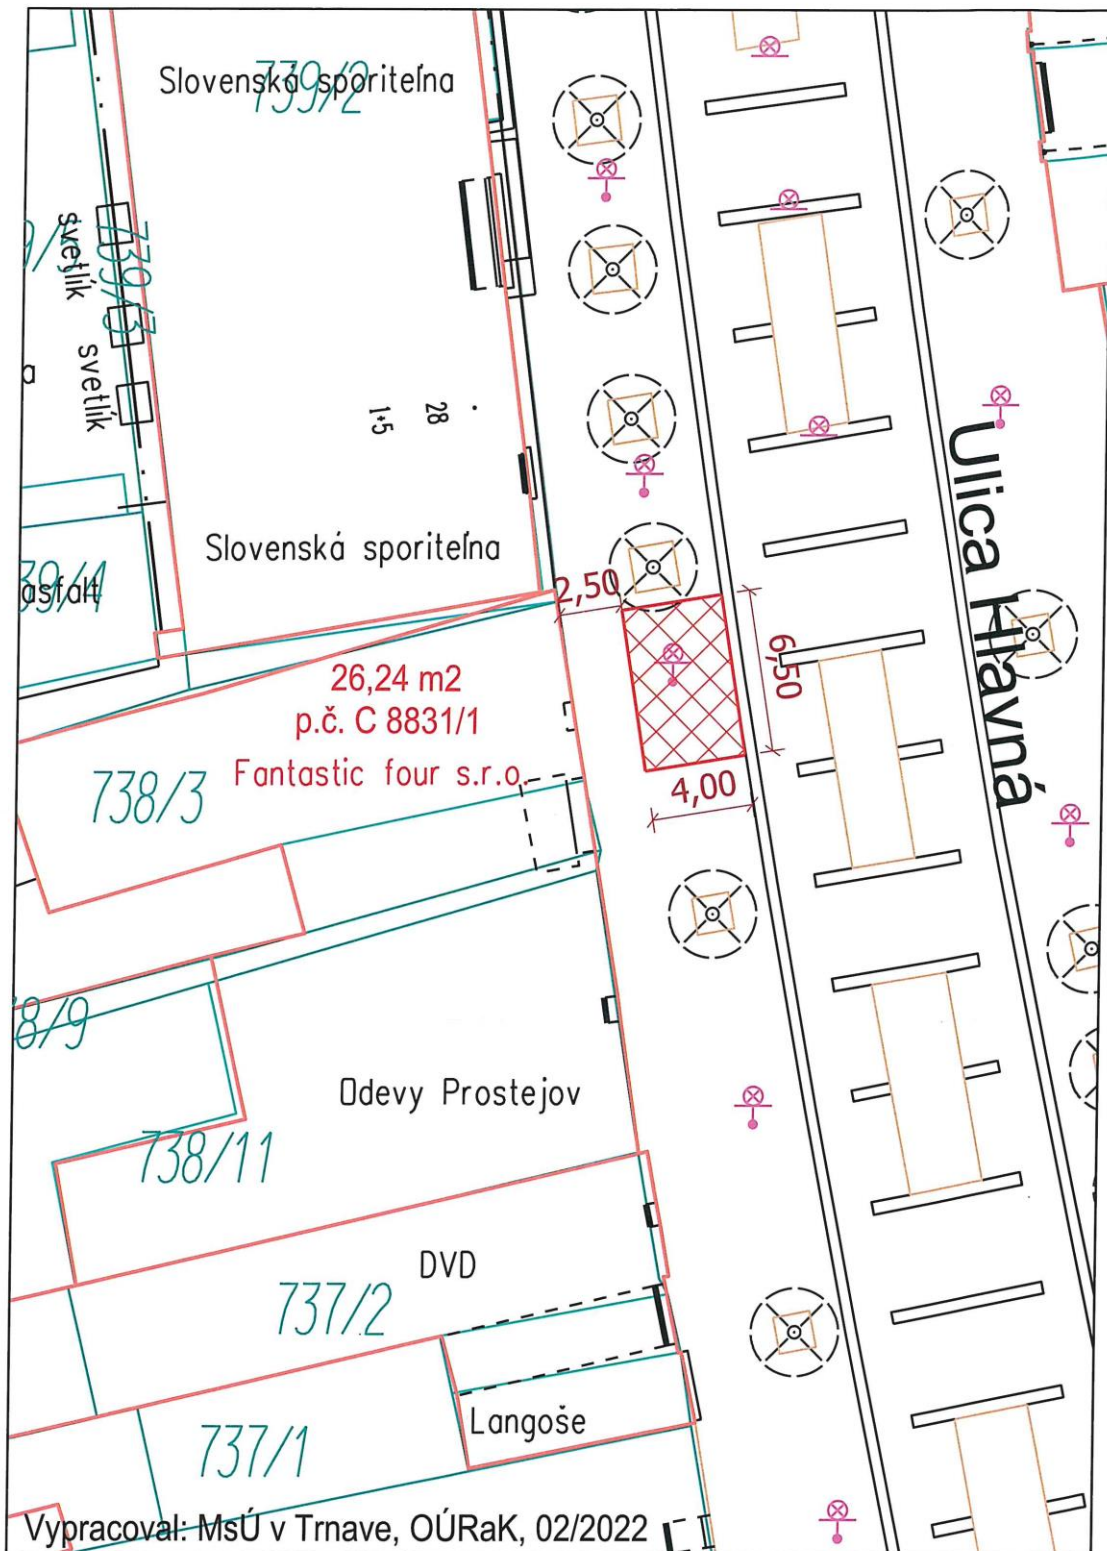 Slovenská sporiteľna
739/2
svetlík
739/3
svetlík
28
1+5
Slovenská sporiteľna
asfalt
2,50
6,50
4,00
26,24 m2
p.č. C 8831/1
Fantastic four s.r.o.
738/3
Ulica Hlavná
Odevy Prostejov
738/11
DVD
737/2
Langoše
737/1
Vypracoval: MsÚ v Trnave, OÚRaK, 02/2022